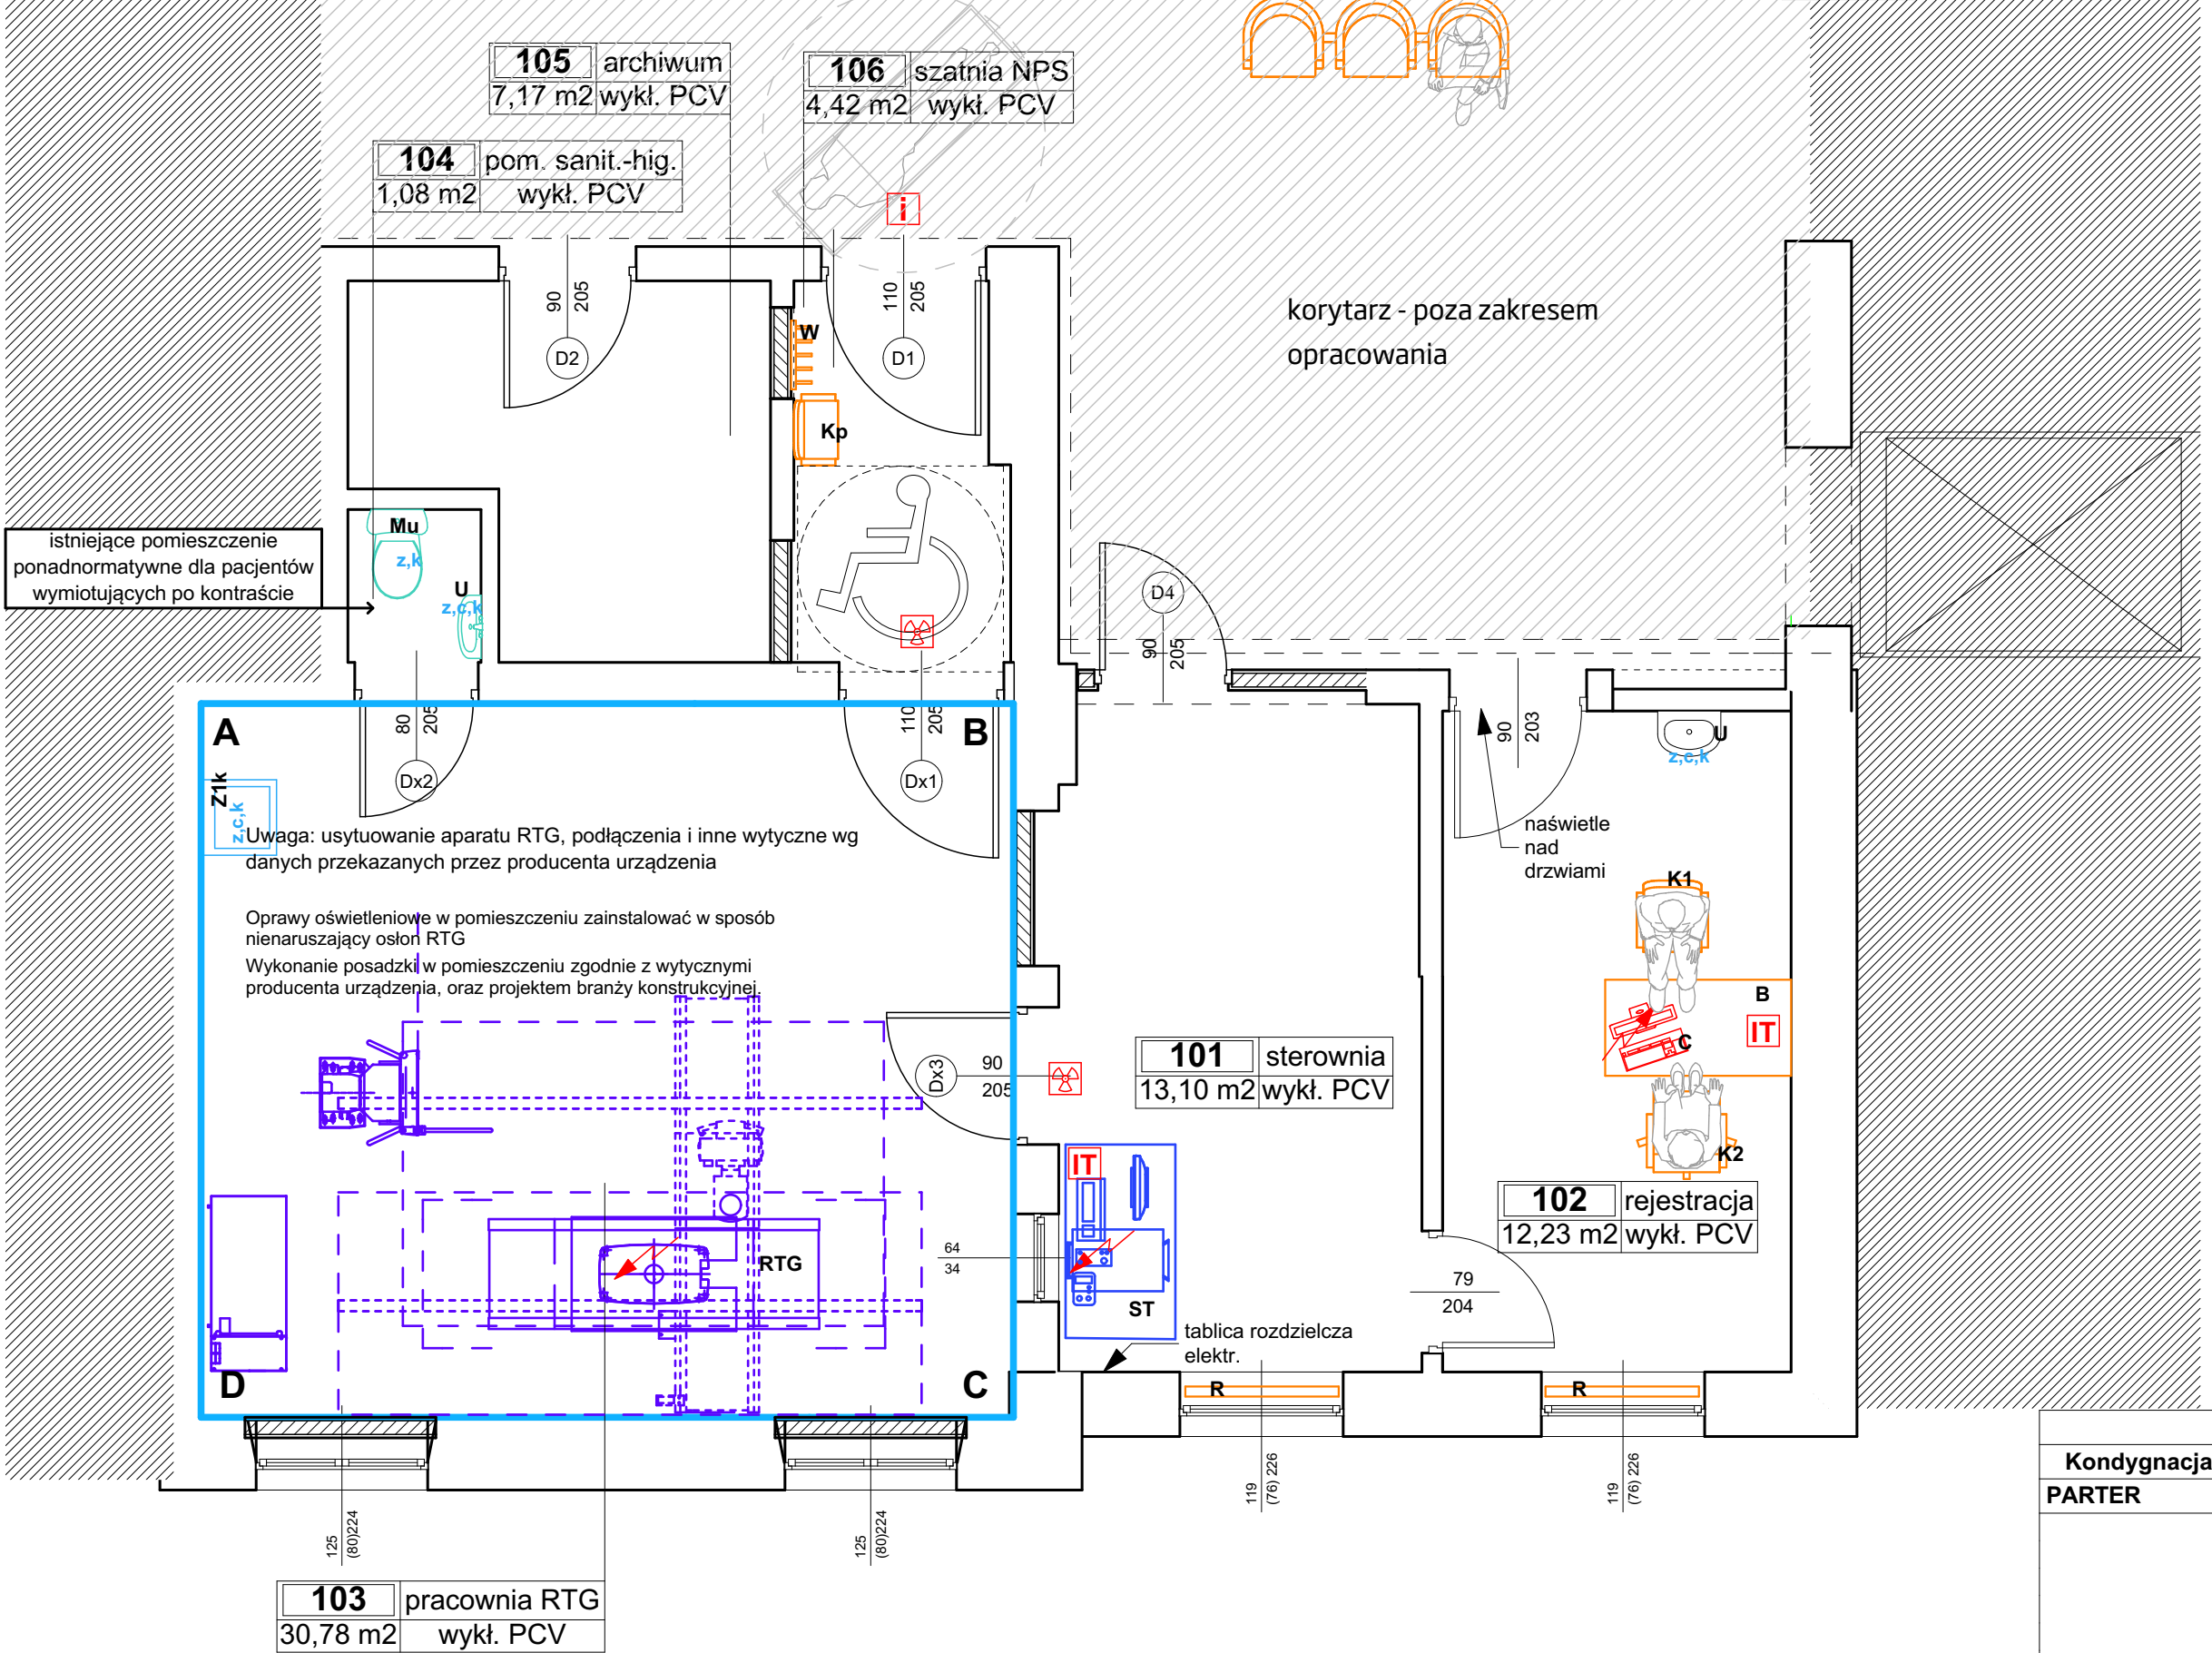 105 archiwum
7,17 m2 wykł. PCV
106 szatnia NPS
4,42 m2 wykł. PCV
104 pom. sanit.-hig.
1,08 m2 wykł. PCV
i
90
205
D2
110
205
D1
W
Kp
korytarz - poza zakresem
opracowania
istniejące pomieszczenie
ponadnormatywne dla pacjentów
wymiotujących po kontraście
Mu
z,k
U
z,c,k
D4
90
205
A
B
80
205
Dx2
110
205
Dx1
90
203
U
z,c,k
Z1k
z,c,k
naświetle
nad
drzwiami
Uwaga: usytuowanie aparatu RTG, podłączenia i inne wytyczne wg
danych przekazanych przez producenta urządzenia
Oprawy oświetleniowe w pomieszczeniu zainstalować w sposób
nienaruszający osłon RTG
Wykonanie posadzki w pomieszczeniu zgodnie z wytycznymi
producenta urządzenia, oraz projektem branży konstrukcyjnej.
K1
B
IT
C
K2
Dx3
90
205
101 sterownia
13,10 m2 wykł. PCV
IT
ST
102 rejestracja
12,23 m2 wykł. PCV
RTG
64
34
79
204
tablica rozdzielcza
elektr.
D
C
R
R
125
(80)224
125
(80)224
119
(76) 226
119
(76) 226
Kondygnacja
PARTER
103 pracownia RTG
30,78 m2 wykł. PCV